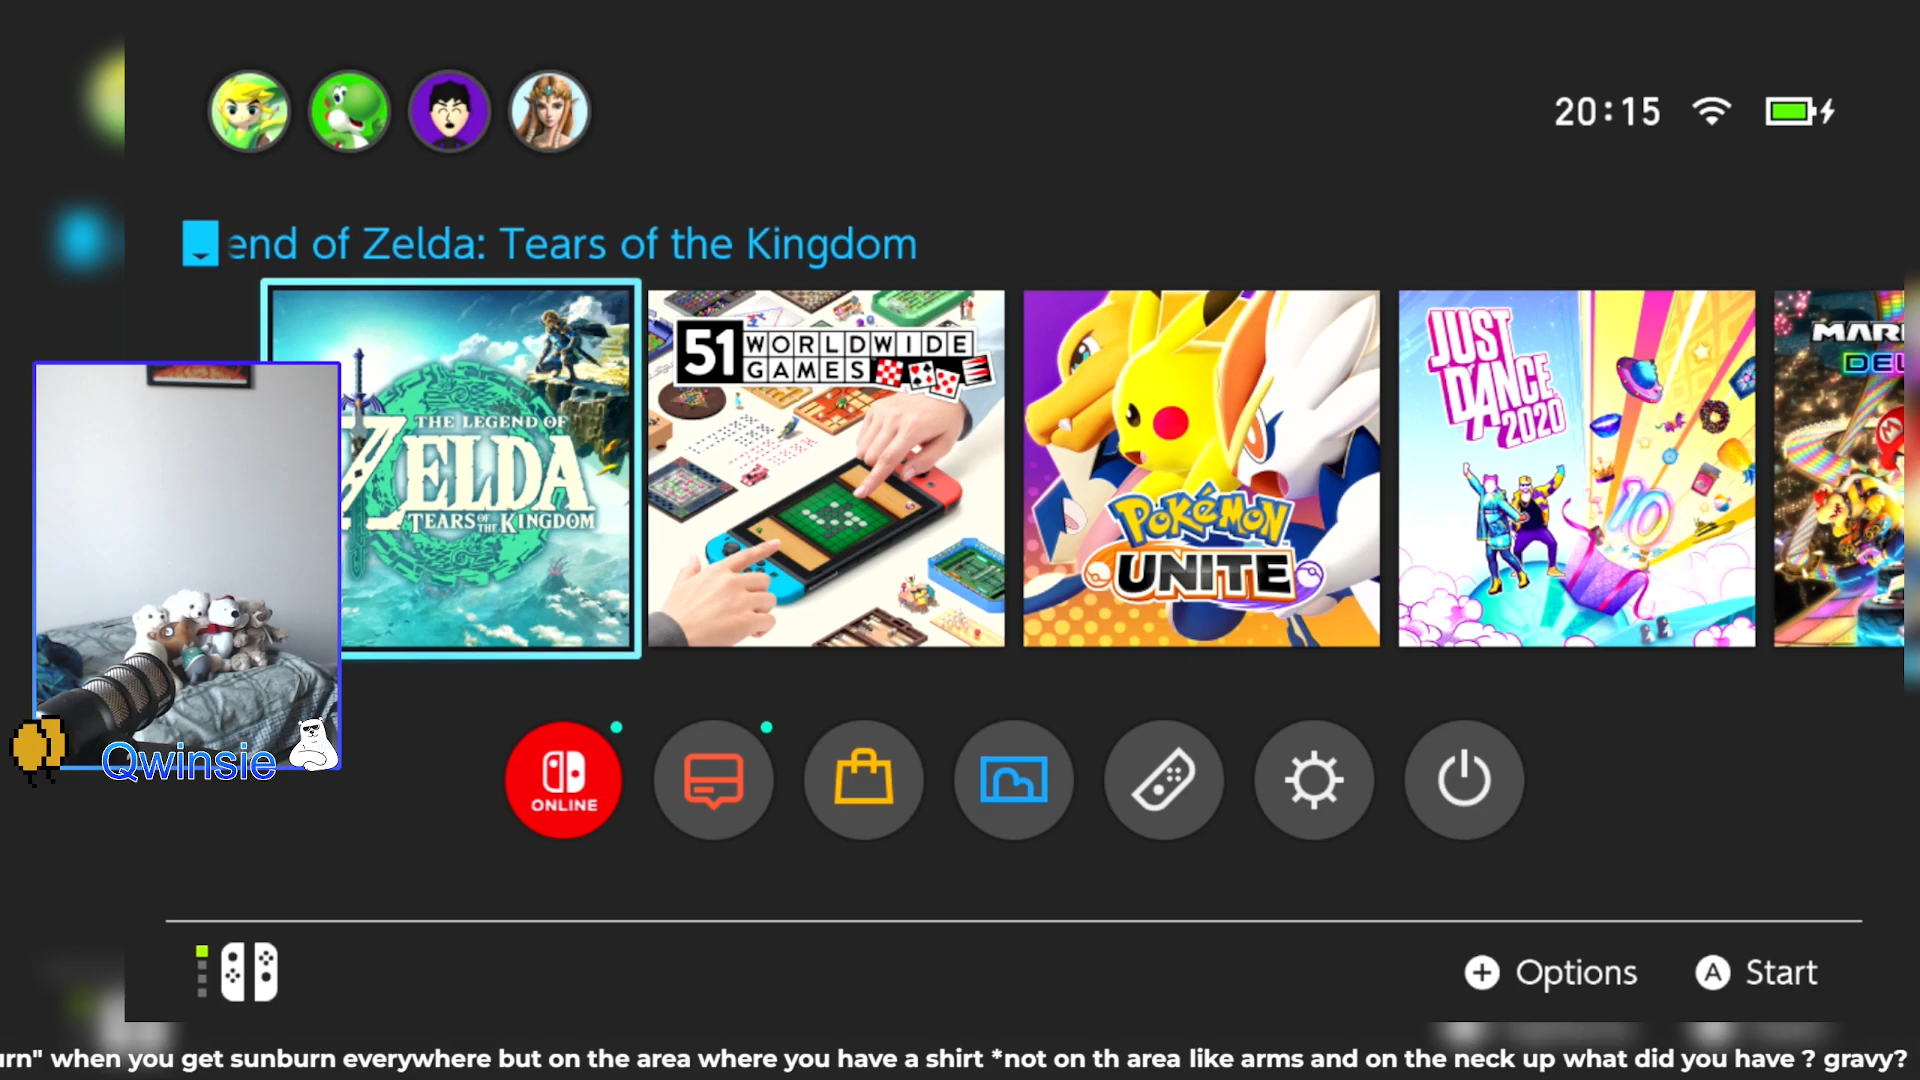 20:15
end of Zelda: Tears of the Kingdom
THE LEGEND OF
ZELDA
TEARS OF THE KINGDOM
51 WORLDWIDE
GAMES
POKéMON
UNITE
JUST
DANCE
2020
10
MAR
DEL
M
Qwinsie
ONLINE
+ Options
A Start
urn" when you get sunburn everywhere but on the area where you have a shirt *not on th area like arms and on the neck up what did you have ? gravy?